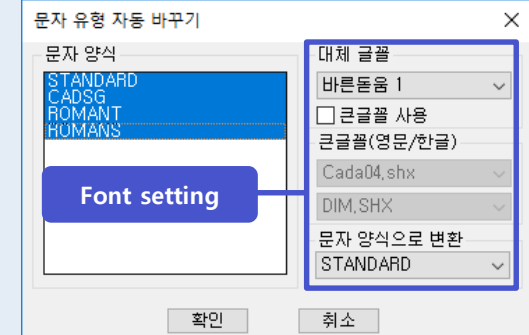 문자 유형 자동 바꾸기
문자 양식
STANDARD
CADSG
ROMANT
ROMANS
대체 글꼴
바른돋움 1
큰글꼴 사용
큰글꼴(영문/한글)
Cada04,shx
DIM,SHX
문자 양식으로 변환
STANDARD
Font setting
확인
취소